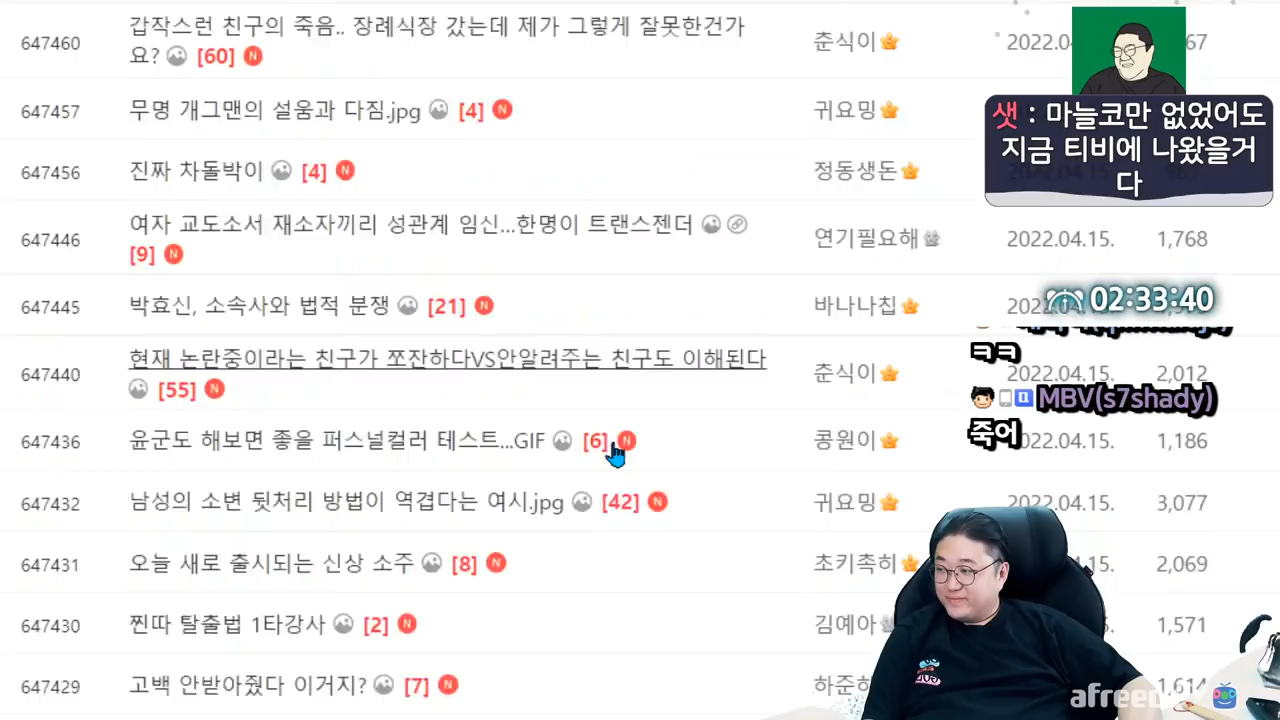 647460 갑작스런 친구의 죽음.. 장례식장 갔는데 제가 그렇게 잘못한건가
요? [60] N 춘식이 2022.0 67
647457 무명 개그맨의 설움과 다짐.jpg [4] N 귀요밍
647456 진짜 차돌박이 [4] N 정동생돈
샛 : 마늘코만 없었어도
지금 티비에 나왔을거
다
647446 여자 교도소서 재소자끼리 성관계 임신...한명이 트랜스젠더
[9] N 연기필요해 2022.04.15. 1,768
647445 박효신, 소속사와 법적 분쟁 [21] N 바나나칩 2022
02:33:40
647440 현재 논란중이라는 친구가 쪼잔하다VS안알려주는 친구도 이해된다
[55] N 춘식이 2022.04.15. 2,012
ㅋㅋ
MBV(s7shady)
죽어
647436 윤군도 해보면 좋을 퍼스널컬러 테스트...GIF [6] N 콩원이 2022.04.15. 1,186
647432 남성의 소변 뒷처리 방법이 역겹다는 여시.jpg [42] N 귀요밍 2022.04.15. 3,077
647431 오늘 새로 출시되는 신상 소주 [8] N 초키촉히 15. 2,069
647430 찐따 탈출법 1타강사 [2] N 김예아 1,571
647429 고백 안받아줬다 이거지? [7] N 하준히 1,614
afreeca